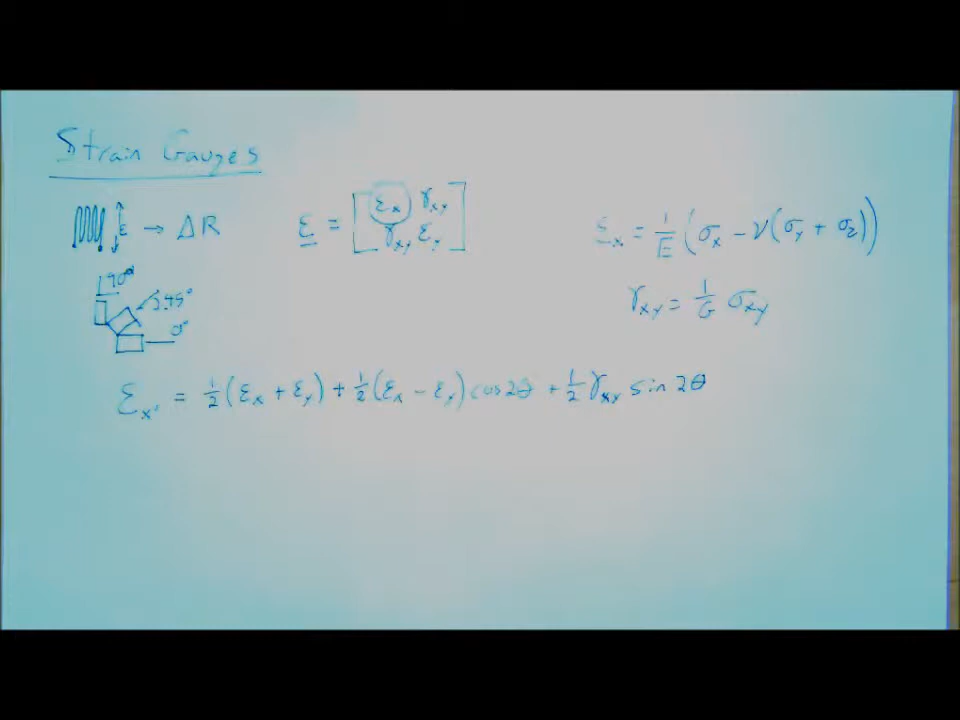 Strain Gauges
ε → ΔR
ε = [ εx γxy
γxy εy ]
εx = 1/E (σx - ν(σy + σz))
γxy = 1/G σxy
90°
45°
0°
εx' = 1/2 (εx + εy) + 1/2 (εx - εy) cos 2θ + 1/2 γxy sin 2θ